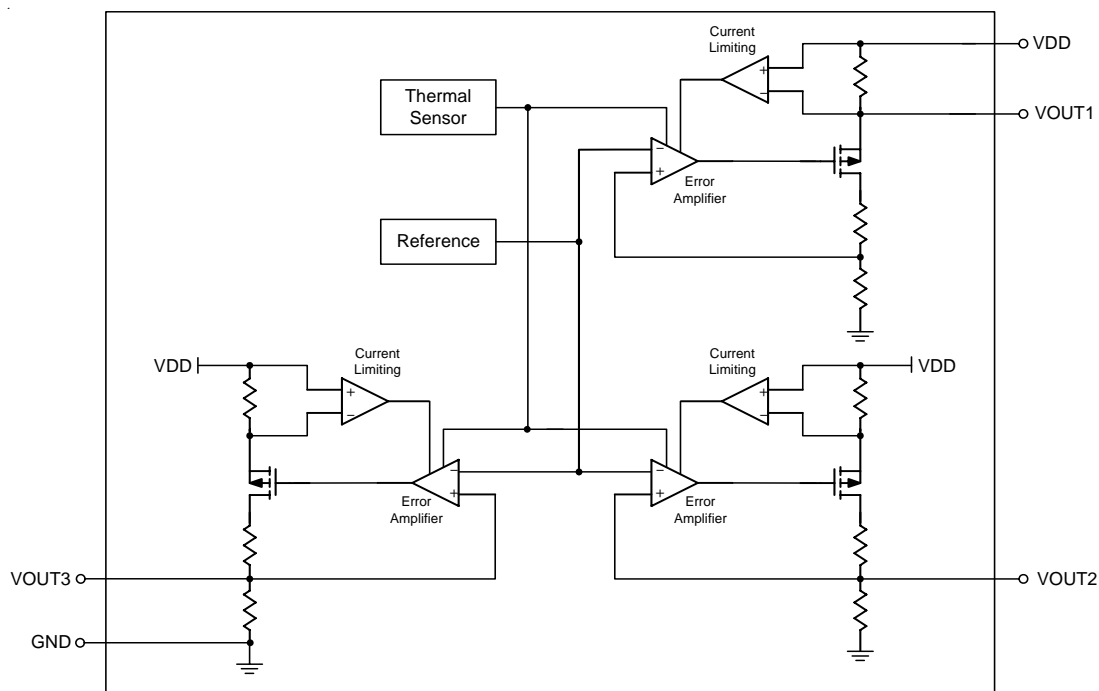 Current
Limiting
+
−
VDD
Thermal
Sensor
VOUT1
−
+
Error
Amplifier
Reference
VDD
Current
Limiting
+
−
Current
Limiting
+
−
VDD
−
+
Error
Amplifier
−
+
Error
Amplifier
VOUT3
VOUT2
GND